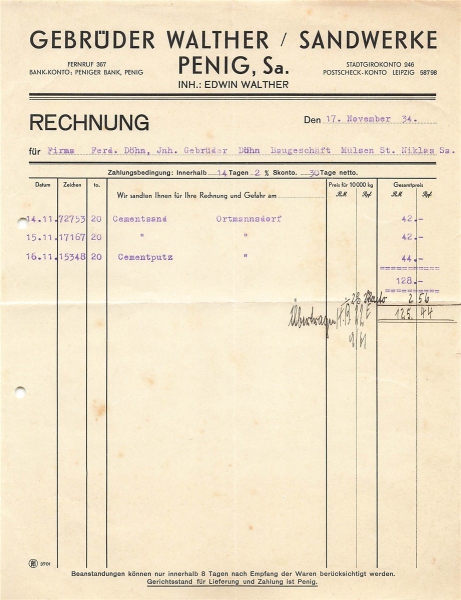 GEBRÜDER WALTHER / SANDWERKE
PENIG, Sa.
INH.: EDWIN WALTHER
FERNRUF 367
BANK-KONTO: PENIGER BANK, PENIG
STADTGIROKONTO 246
POSTSCHECK-KONTO LEIPZIG 58798
RECHNUNG
Den 17. November 34.
für Firma Ferd. Döhn, Jnh. Gebrüder Döhn Baugeschäft Mülsen St. Niklas Sa.
Zahlungsbedingung: Innerhalb 14 Tagen 2 % Skonto. 30 Tage netto.
Datum Zeichen to. Wir sandten Ihnen für Ihre Rechnung und Gefahr am Preis für 10 000 kg RM. Rpf. Gesamtpreis RM. Rpf.
14.11. 72753 20 Cementsand Ortmannsdorf 42.-
15.11. 17167 20 " " 42.-
16.11. 15348 20 Cementputz " 44.-
128.-
2 56
Übertragen 125 44
Beanstandungen können nur innerhalb 8 Tagen nach Empfang der Waren berücksichtigt werden.
Gerichtsstand für Lieferung und Zahlung ist Penig.